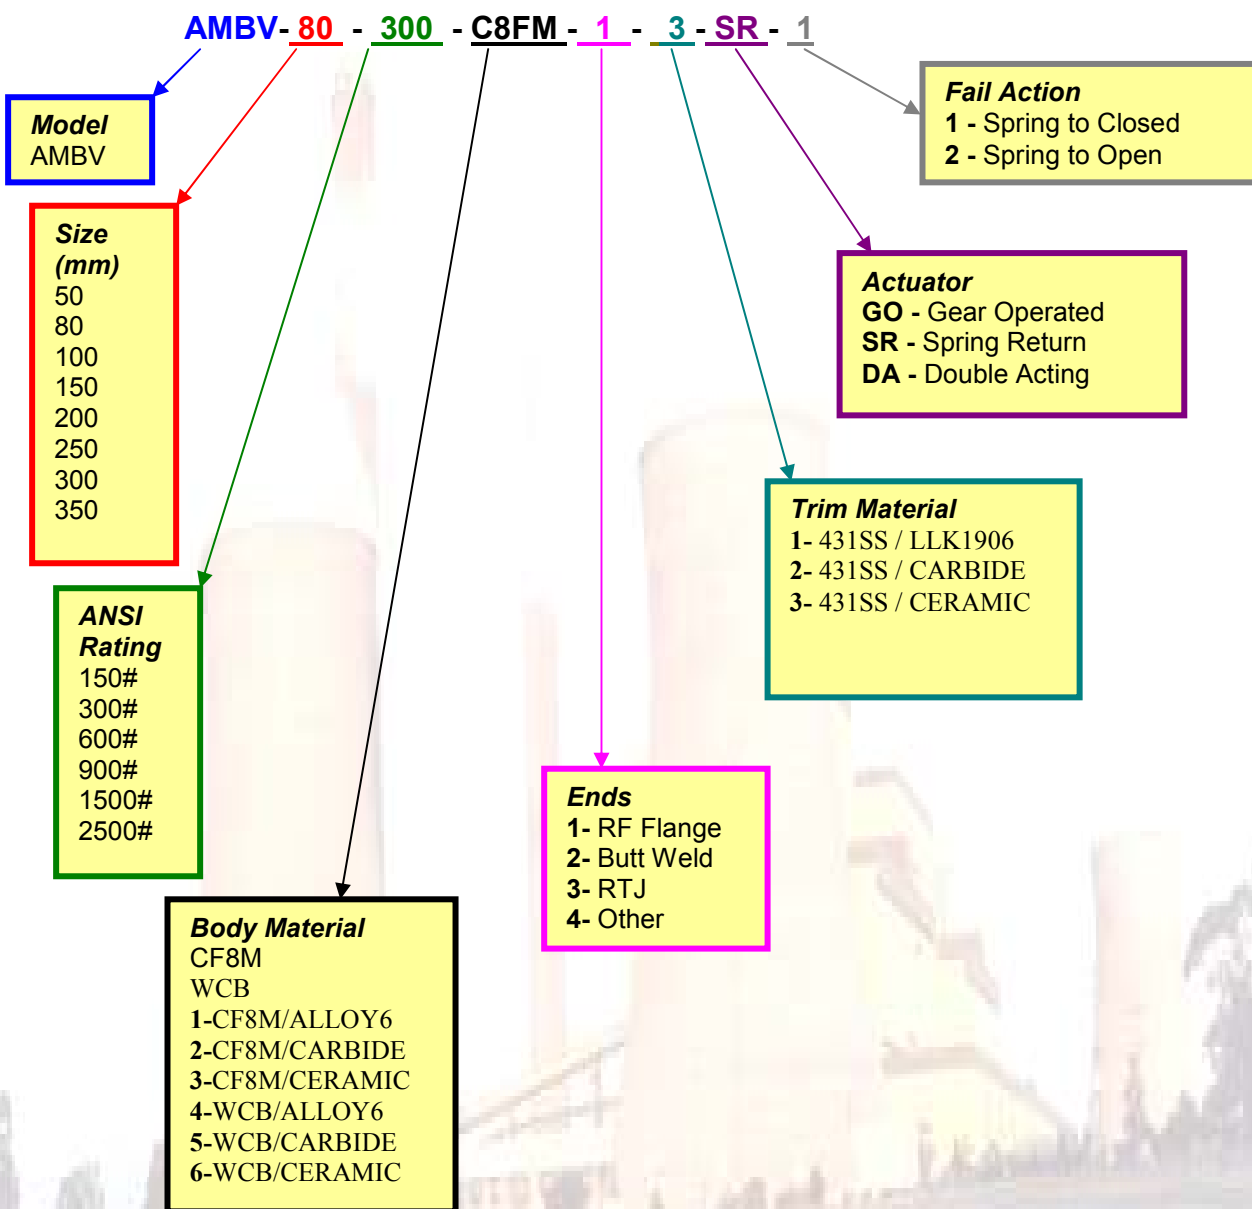 AMBV- 80 - 300 - C8FM - 1 - 3 - SR - 1
Model
AMBV
Size
(mm)
50
80
100
150
200
250
300
350
ANSI
Rating
150#
300#
600#
900#
1500#
2500#
Body Material
CF8M
WCB
1-CF8M/ALLOY6
2-CF8M/CARBIDE
3-CF8M/CERAMIC
4-WCB/ALLOY6
5-WCB/CARBIDE
6-WCB/CERAMIC
Ends
1- RF Flange
2- Butt Weld
3- RTJ
4- Other
Trim Material
1- 431SS / LLK1906
2- 431SS / CARBIDE
3- 431SS / CERAMIC
Actuator
GO - Gear Operated
SR - Spring Return
DA - Double Acting
Fail Action
1 - Spring to Closed
2 - Spring to Open